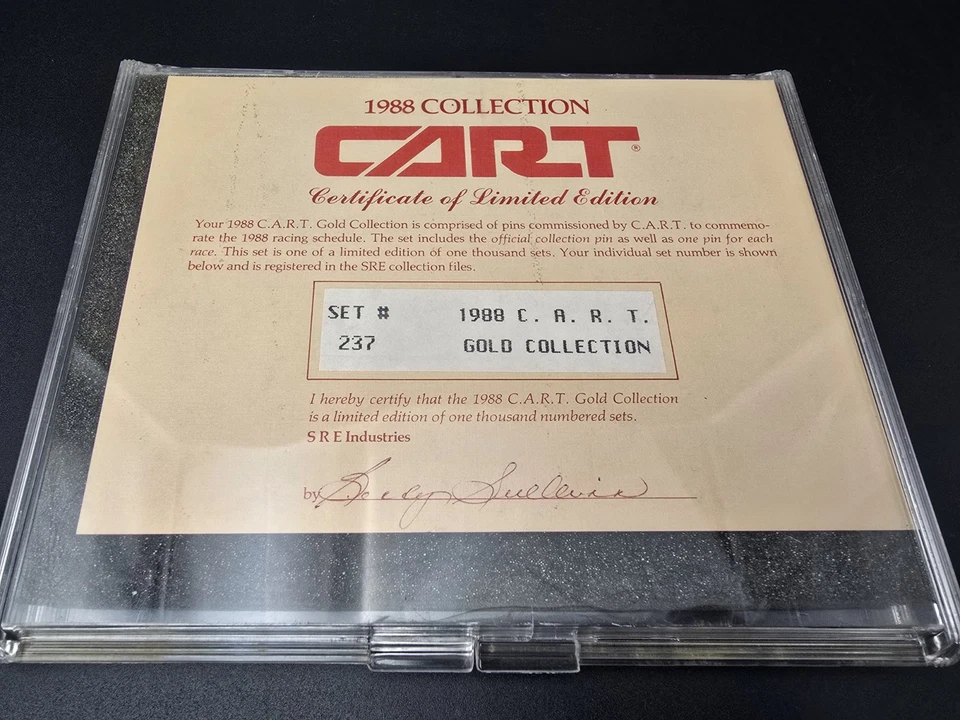 1988 COLLECTION
CART®
Certificate of Limited Edition
Your 1988 C.A.R.T. Gold Collection is comprised of pins commissioned by C.A.R.T. to commemo-
rate the 1988 racing schedule. The set includes the official collection pin as well as one pin for each
race. This set is one of a limited edition of one thousand sets. Your individual set number is shown
below and is registered in the SRE collection files.
SET # 1988 C. A. R. T.
237 GOLD COLLECTION
I hereby certify that the 1988 C.A.R.T. Gold Collection
is a limited edition of one thousand numbered sets.
S R E Industries
by Sullivan